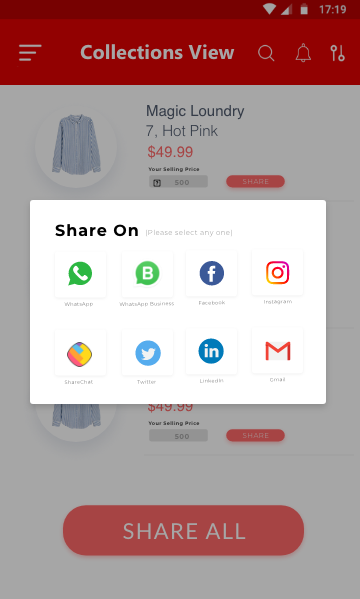 17:19
Collections View
Magic Loundry
7, Hot Pink
$49.99
Your Selling Price
500 SHARE
Share On (Please select any one)
WhatsApp WhatsApp Business Facebook Instagram
ShareChat Twitter LinkedIn Gmail
$49.99
Your Selling Price
500 SHARE
SHARE ALL